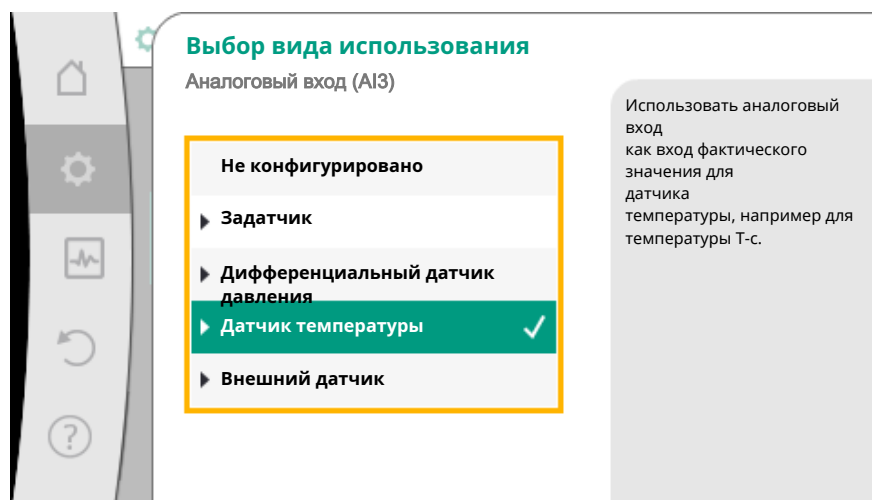 Выбор вида использования
Аналоговый вход (AI3)
Не конфигурировано
Задатчик
Дифференциальный датчик
давления
Датчик температуры
Внешний датчик
Использовать аналоговый
вход
как вход фактического
значения для
датчика
температуры, например для
температуры T-c.
?